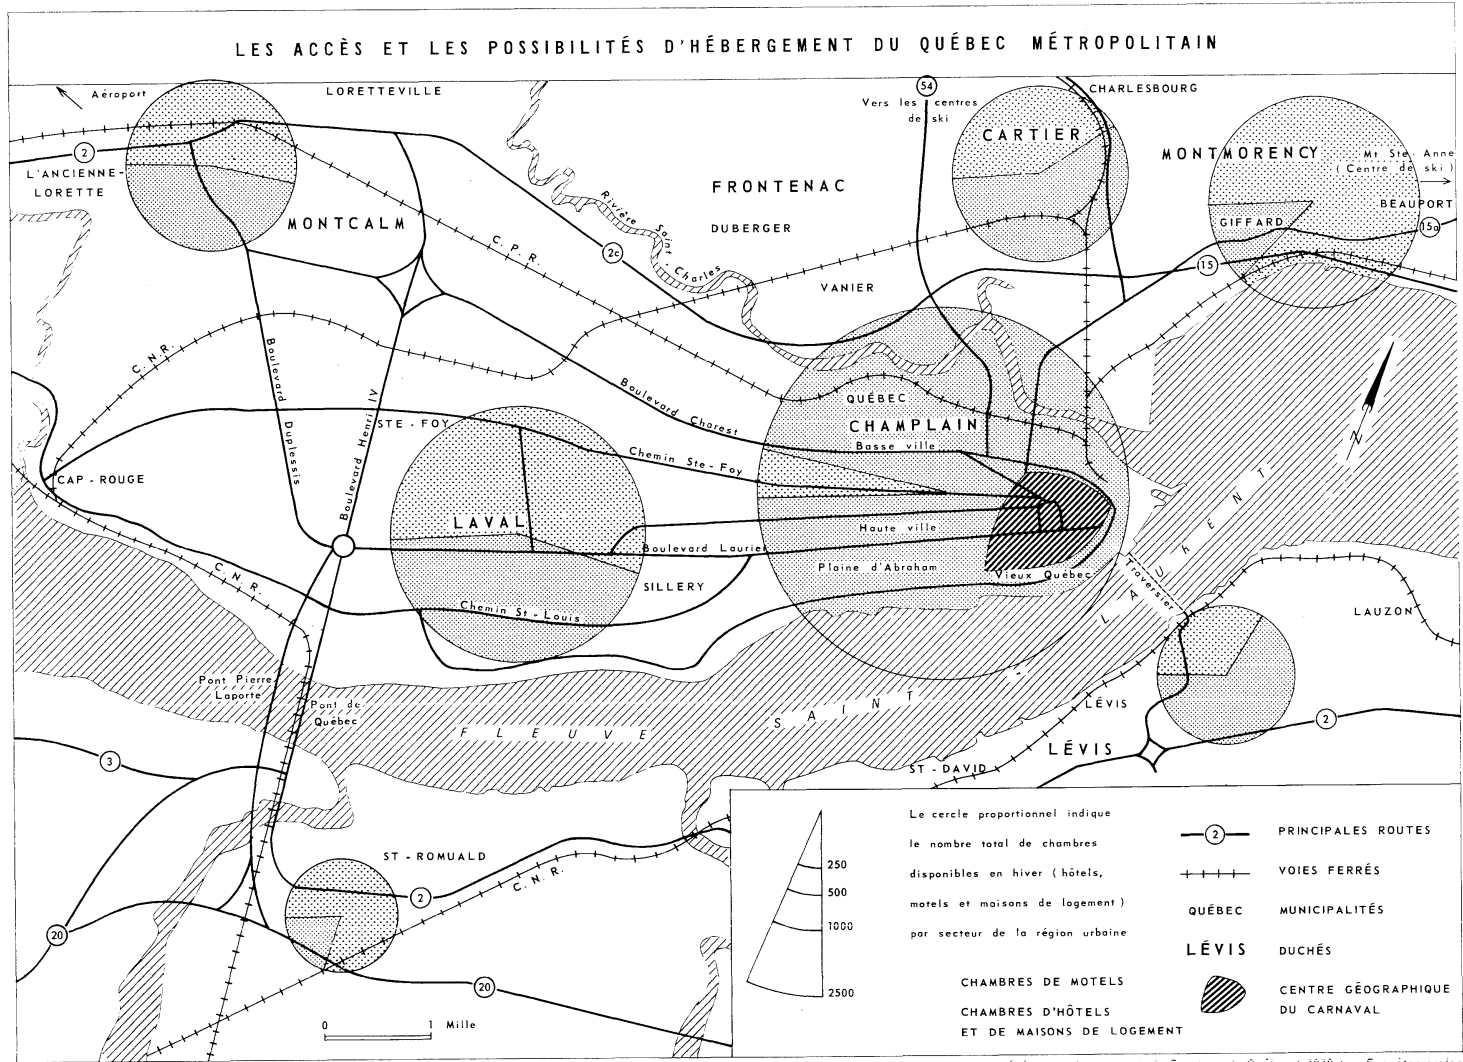 LES ACCÈS ET LES POSSIBILITÉS D'HÉBERGEMENT DU QUÉBEC MÉTROPOLITAIN
Aéroport
LORETTEVILLE
54
Vers les centres
de ski
CHARLESBOURG
CARTIER
MONTMORENCY
Mt Ste-Anne
(Centre de ski)
BEAUPORT
2
L'ANCIENNE-
LORETTE
MONTCALM
FRONTENAC
DUBERGER
Rivière Saint-Charles
GIFFARD
15a
C.P.R.
2c
15
VANIER
C.N.R.
Boulevard Duplessis
Boulevard Henri IV
STE-FOY
Boulevard Charest
QUÉBEC
CHAMPLAIN
Basse ville
Chemin Ste-Foy
CAP-ROUGE
LAVAL
Haute ville
Boulevard Laurier
Plaine d'Abraham
Vieux Québec
N
SILLERY
C.N.R.
Chemin St-Louis
Traversier
LAUZON
Pont Pierre
Laporte
Pont de
Québec
FLEUVE SAINT LAURENT
LÉVIS
LÉVIS
2
3
ST-DAVID
ST-ROMUALD
C.N.R.
2
20
20
0 1 Mille
250
500
1000
2500
Le cercle proportionnel indique
le nombre total de chambres
disponibles en hiver (hôtels,
motels et maisons de logement)
par secteur de la région urbaine
CHAMBRES DE MOTELS
CHAMBRES D'HÔTELS
ET DE MAISONS DE LOGEMENT
2 PRINCIPALES ROUTES
VOIES FERRÉS
QUÉBEC MUNICIPALITÉS
LÉVIS DUCHÉS
CENTRE GÉOGRAPHIQUE
DU CARNAVAL